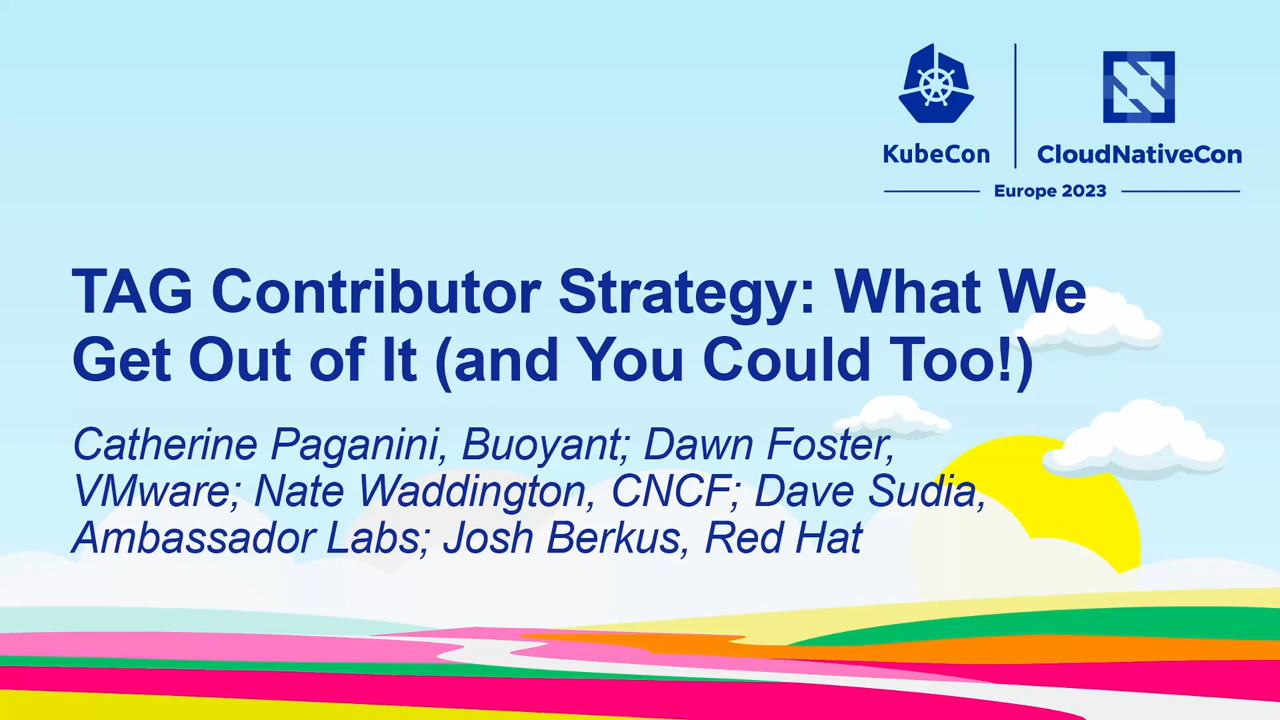 KubeCon
CloudNativeCon
Europe 2023
TAG Contributor Strategy: What We
Get Out of It (and You Could Too!)
Catherine Paganini, Buoyant; Dawn Foster,
VMware; Nate Waddington, CNCF; Dave Sudia,
Ambassador Labs; Josh Berkus, Red Hat